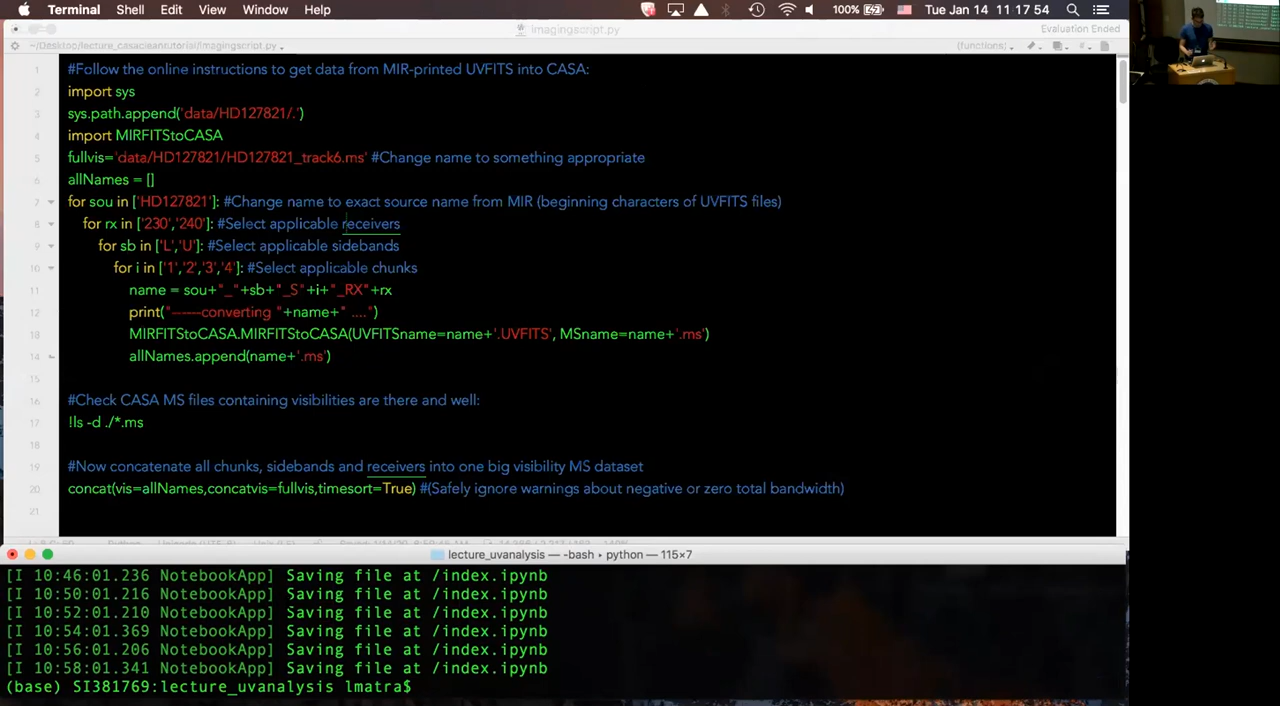 Terminal Shell Edit View Window Help 100% Tue Jan 14 11 17 54
imagingscript.py Evaluation Ended
~/Desktop/lecture_casacleanrutorial/imagingscript.py (functions)
1 #Follow the online instructions to get data from MIR-printed UVFITS into CASA:
2 import sys
3 sys.path.append('data/HD127821/.')
4 import MIRFITStoCASA
5 fullvis='data/HD127821/HD127821_track6.ms' #Change name to something appropriate
6 allNames = []
7 for sou in ['HD127821']: #Change name to exact source name from MIR (beginning characters of UVFITS files)
8 for rx in ['230','240']: #Select applicable receivers
9 for sb in ['L','U']: #Select applicable sidebands
10 for i in ['1','2','3','4']: #Select applicable chunks
11 name = sou+"_"+sb+"_S"+i+"_RX"+rx
12 print("------converting "+name+" ....")
13 MIRFITStoCASA.MIRFITStoCASA(UVFITSname=name+'.UVFITS', MSname=name+'.ms')
14 allNames.append(name+'.ms')
15
16 #Check CASA MS files containing visibilities are there and well:
17 !ls -d ./*.ms
18
19 #Now concatenate all chunks, sidebands and receivers into one big visibility MS dataset
20 concat(vis=allNames,concatvis=fullvis,timesort=True) #(Safely ignore warnings about negative or zero total bandwidth)
21
lecture_uvanalysis — -bash ▸ python — 115×7
[I 10:46:01.236 NotebookApp] Saving file at /index.ipynb
[I 10:50:01.216 NotebookApp] Saving file at /index.ipynb
[I 10:52:01.210 NotebookApp] Saving file at /index.ipynb
[I 10:54:01.369 NotebookApp] Saving file at /index.ipynb
[I 10:56:01.206 NotebookApp] Saving file at /index.ipynb
[I 10:58:01.341 NotebookApp] Saving file at /index.ipynb
(base) SI381769:lecture_uvanalysis lmatra$